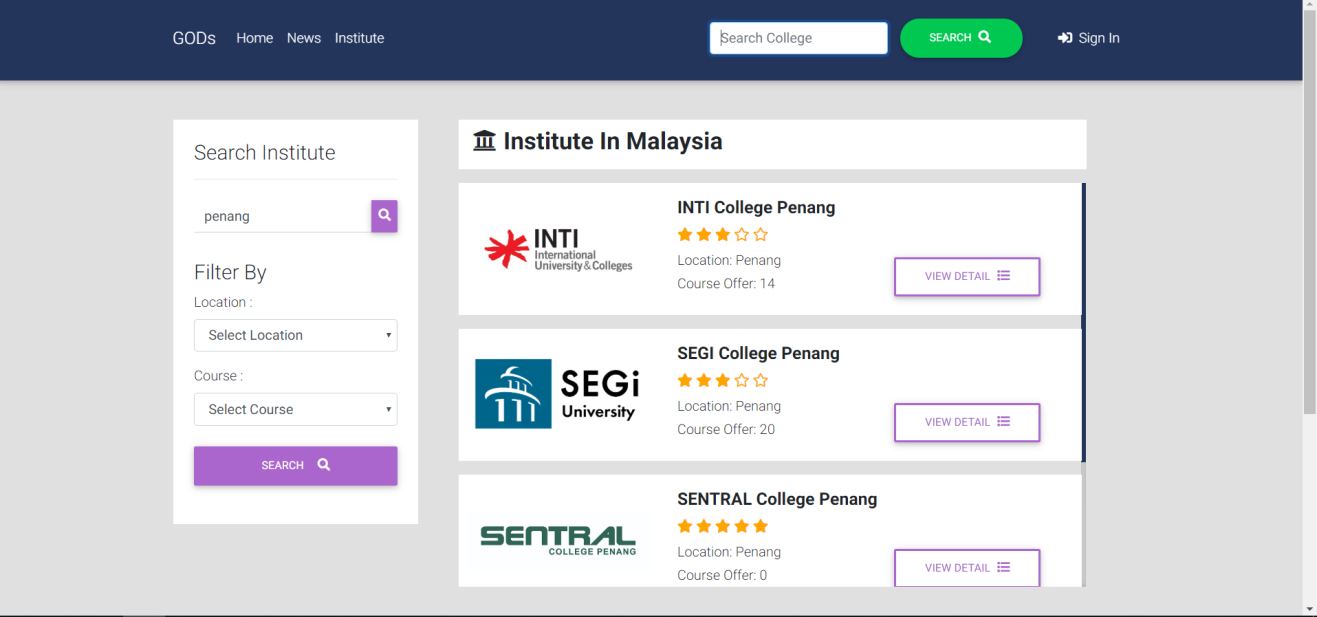 GODs Home News Institute Search College SEARCH Sign In
Search Institute
penang
Filter By
Location :
Select Location
Course :
Select Course
SEARCH
Institute In Malaysia
INTI
International
University & Colleges
INTI College Penang
Location: Penang
Course Offer: 14
VIEW DETAIL
SEGi
University
SEGI College Penang
Location: Penang
Course Offer: 20
VIEW DETAIL
SENTRAL
COLLEGE PENANG
SENTRAL College Penang
Location: Penang
Course Offer: 0
VIEW DETAIL